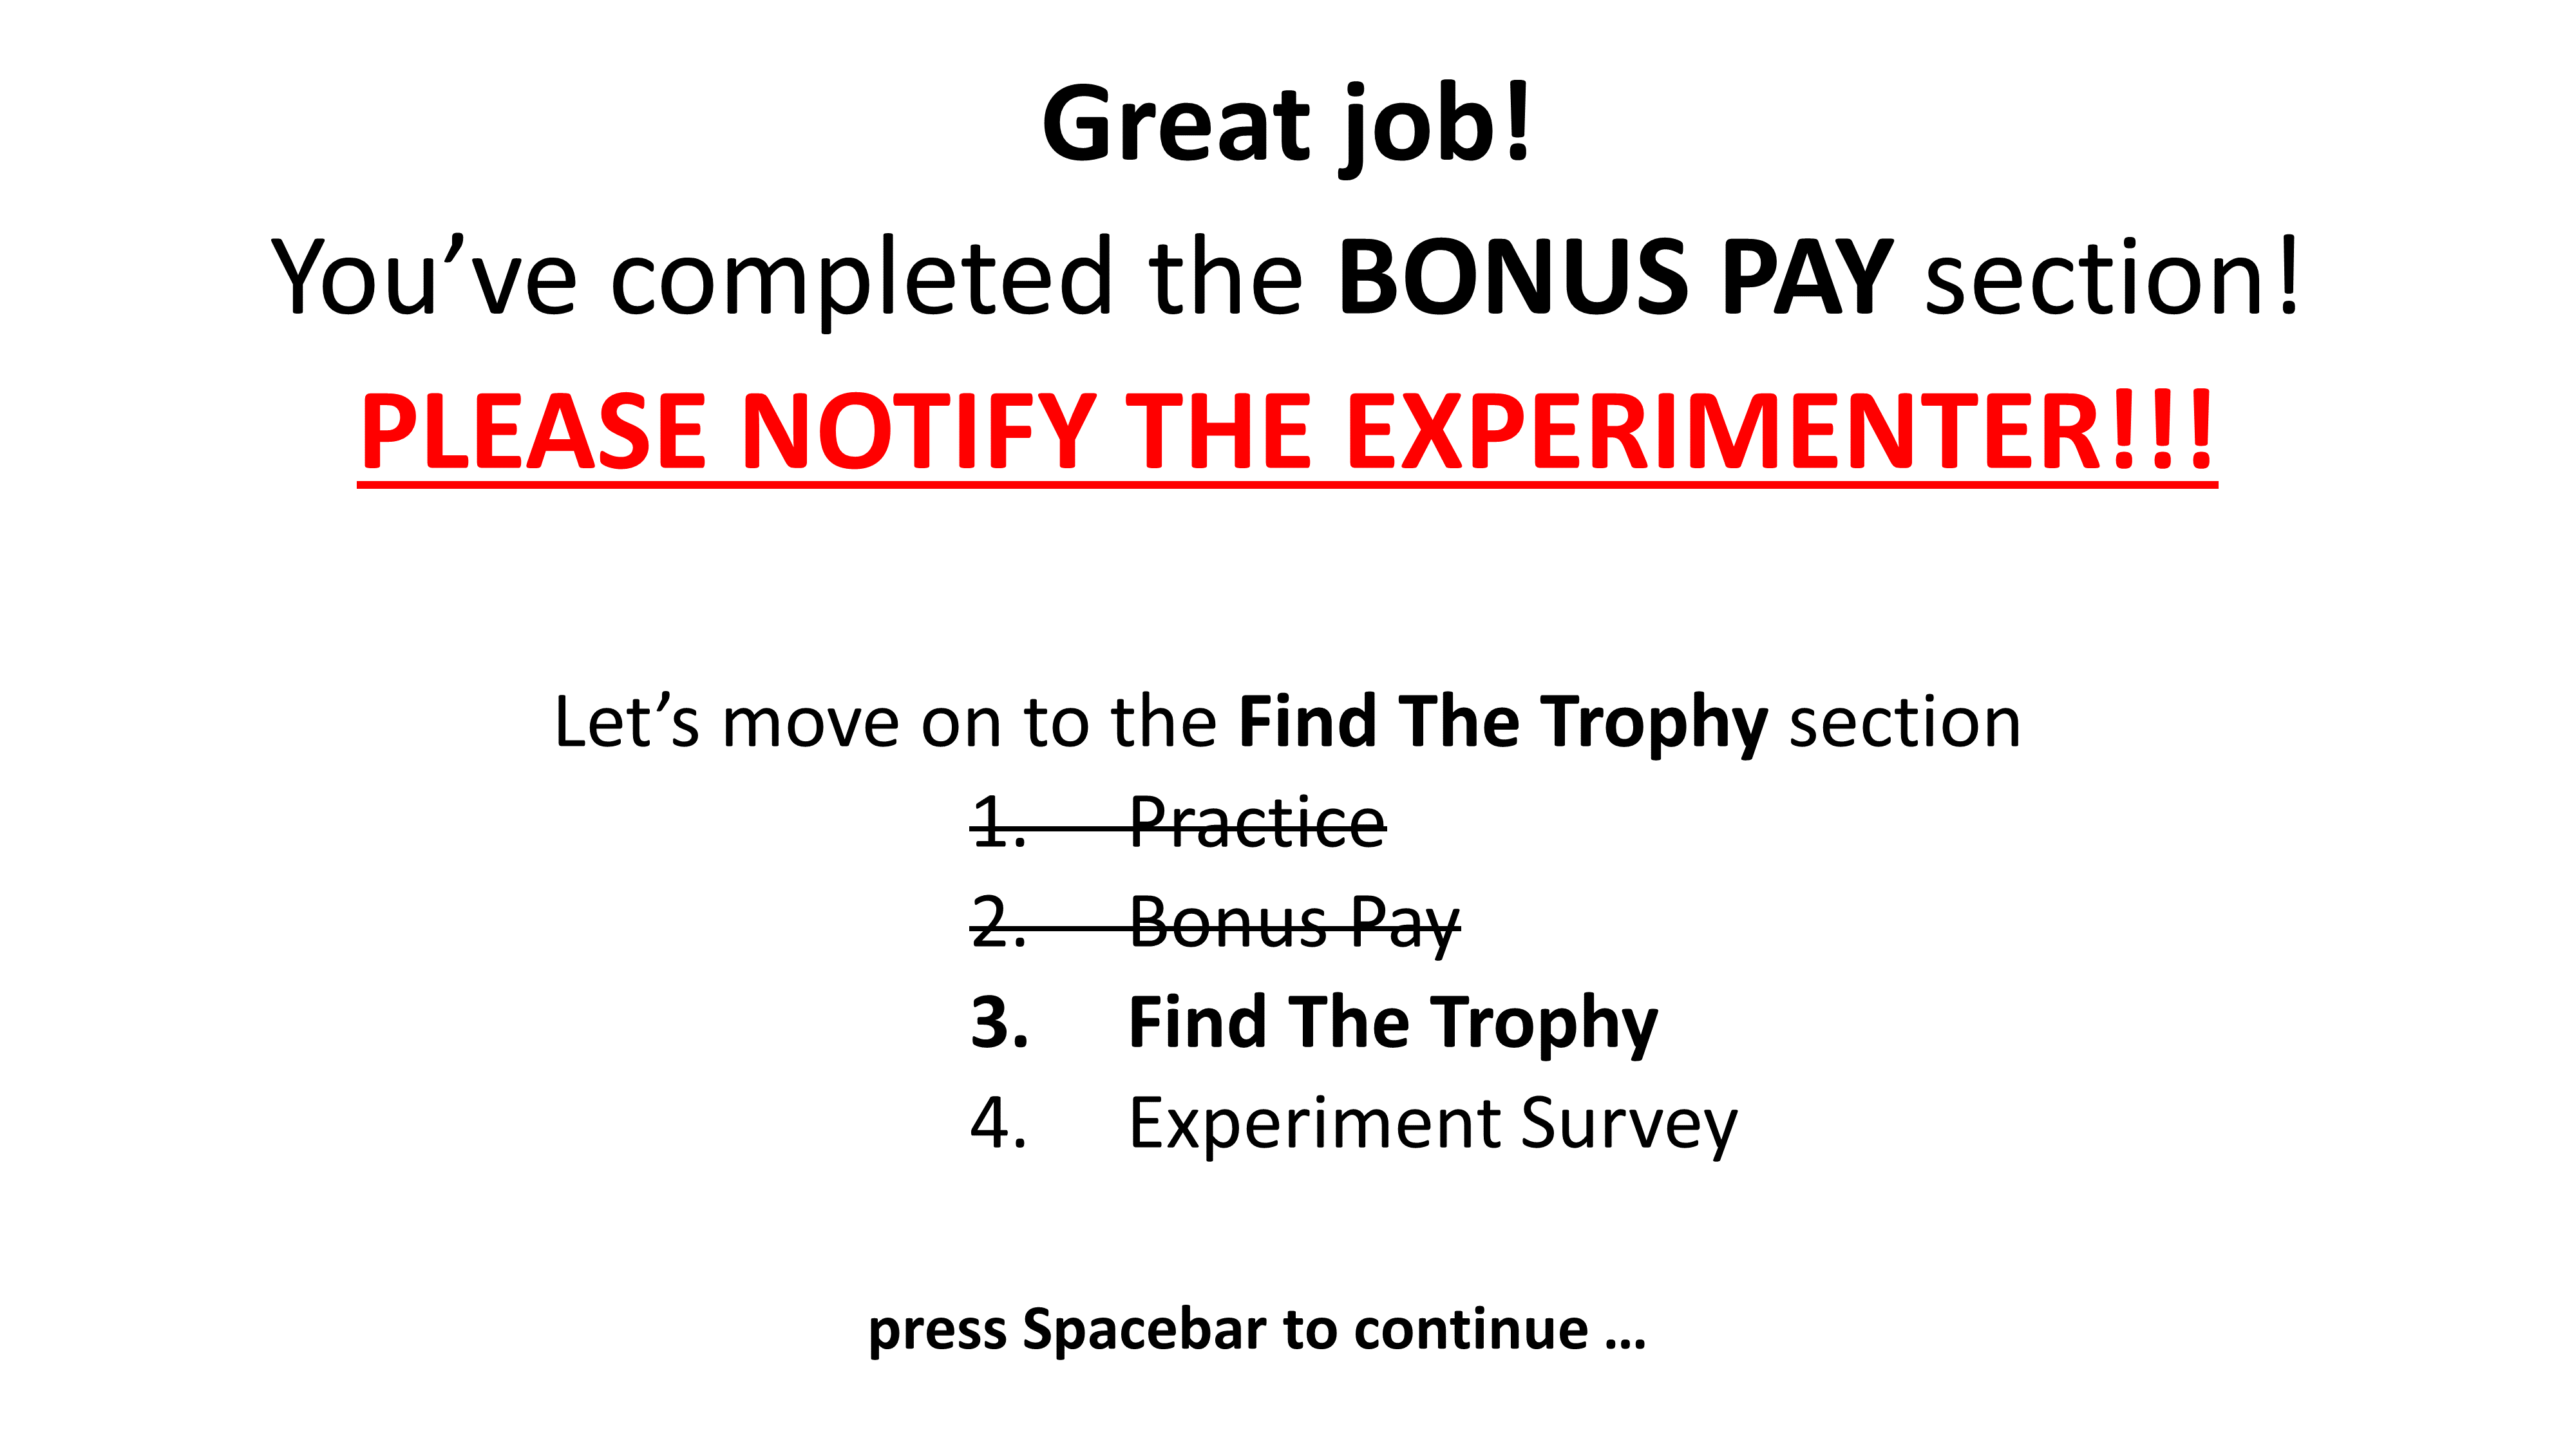 Great job!
You’ve completed the BONUS PAY section!
PLEASE NOTIFY THE EXPERIMENTER!!!
Let’s move on to the Find The Trophy section
1. Practice
2. Bonus Pay
3. Find The Trophy
4. Experiment Survey
press Spacebar to continue ...